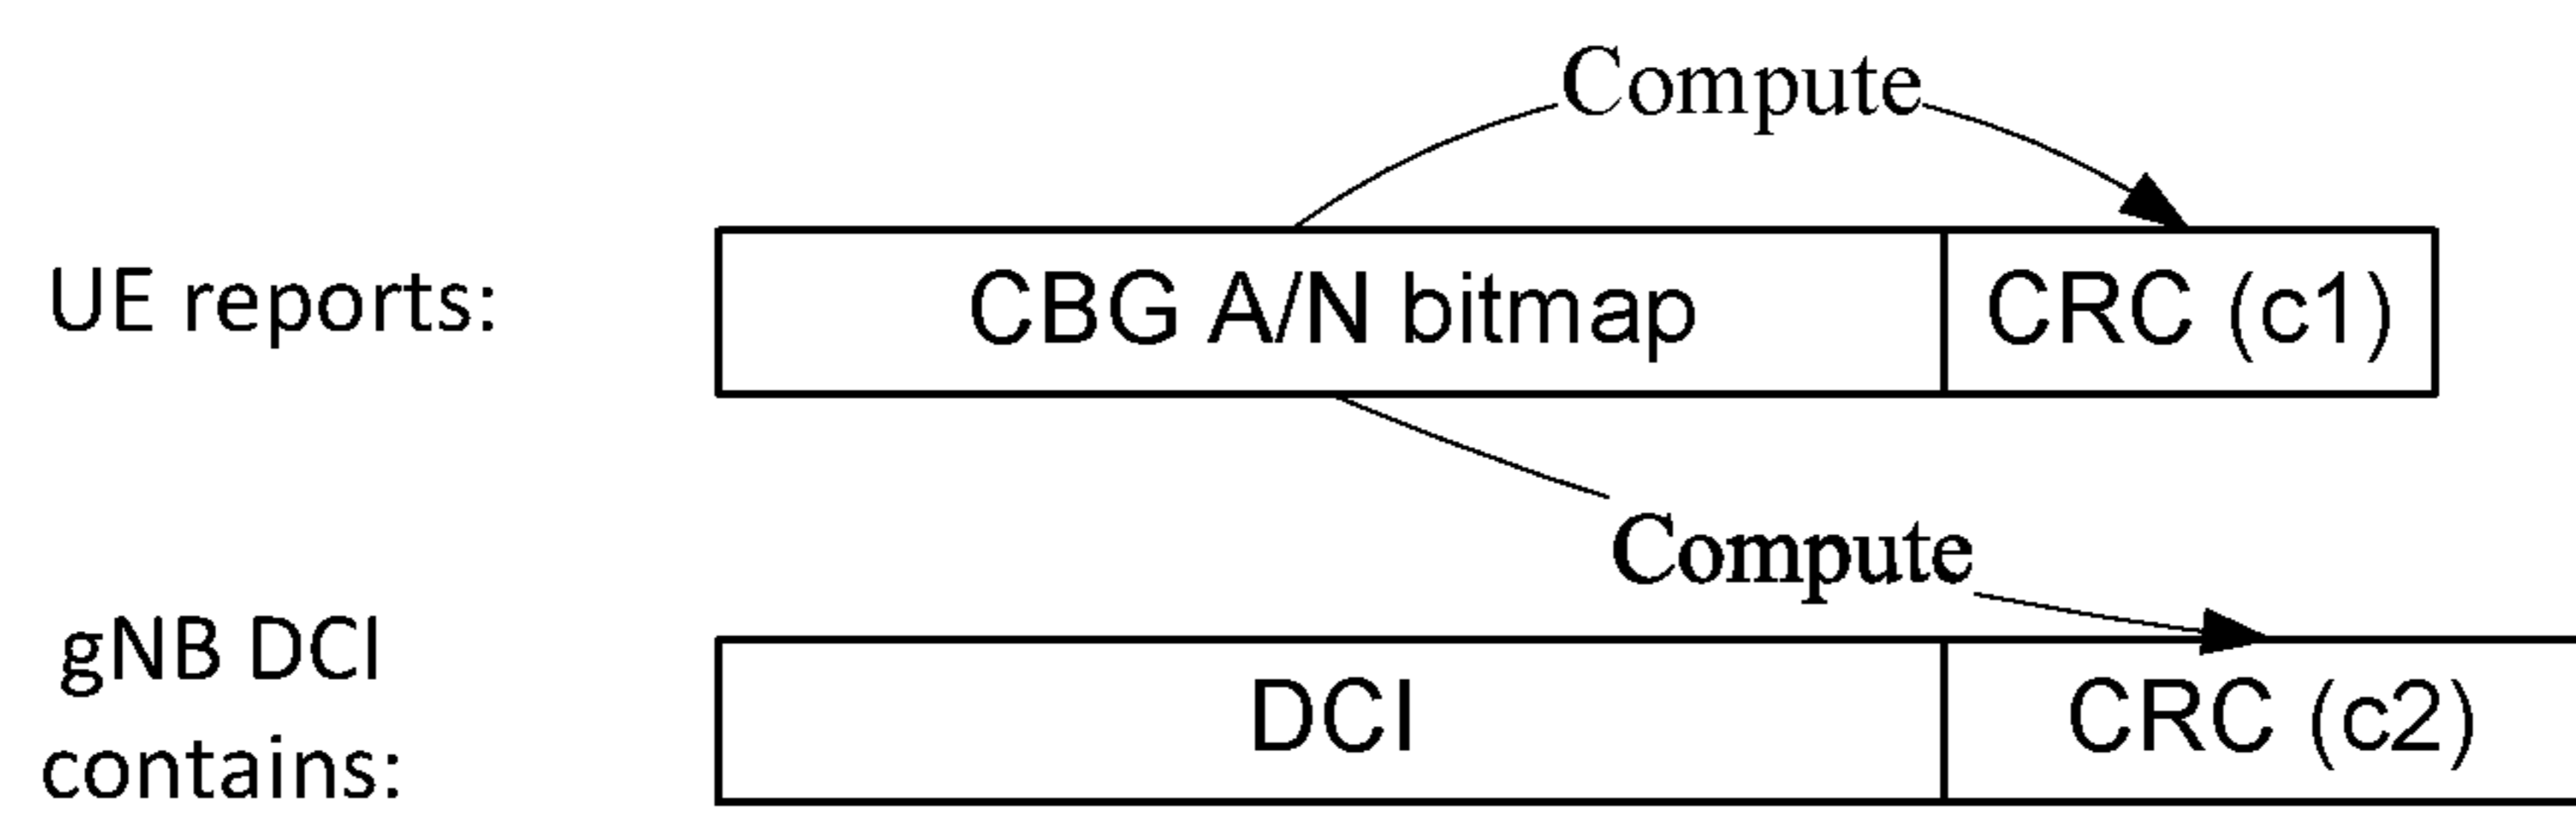 Compute
UE reports: CBG A/N bitmap CRC (c1)
Compute
gNB DCI
contains:
DCI CRC (c2)